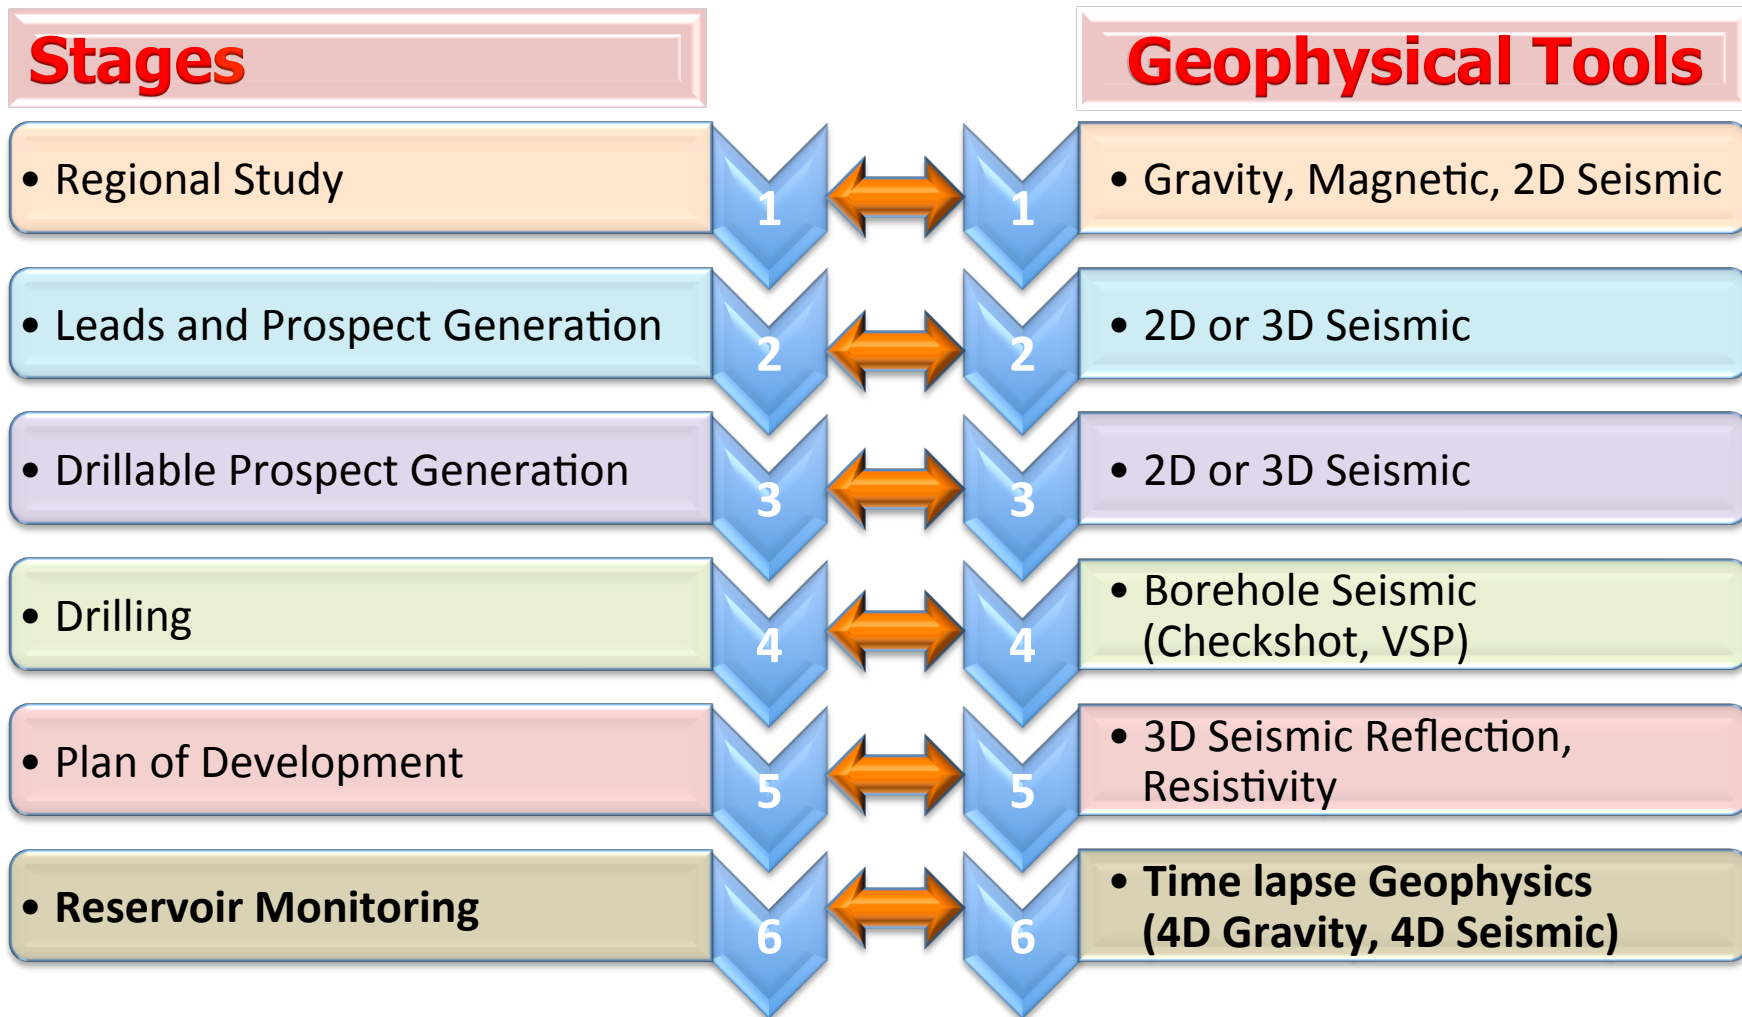 Stages
Geophysical Tools
• Regional Study
1
1
• Gravity, Magnetic, 2D Seismic
• Leads and Prospect Generation
2
2
• 2D or 3D Seismic
• Drillable Prospect Generation
3
3
• 2D or 3D Seismic
• Drilling
4
4
• Borehole Seismic
(Checkshot, VSP)
• Plan of Development
5
5
• 3D Seismic Reflection,
Resistivity
• Reservoir Monitoring
6
6
• Time lapse Geophysics
(4D Gravity, 4D Seismic)